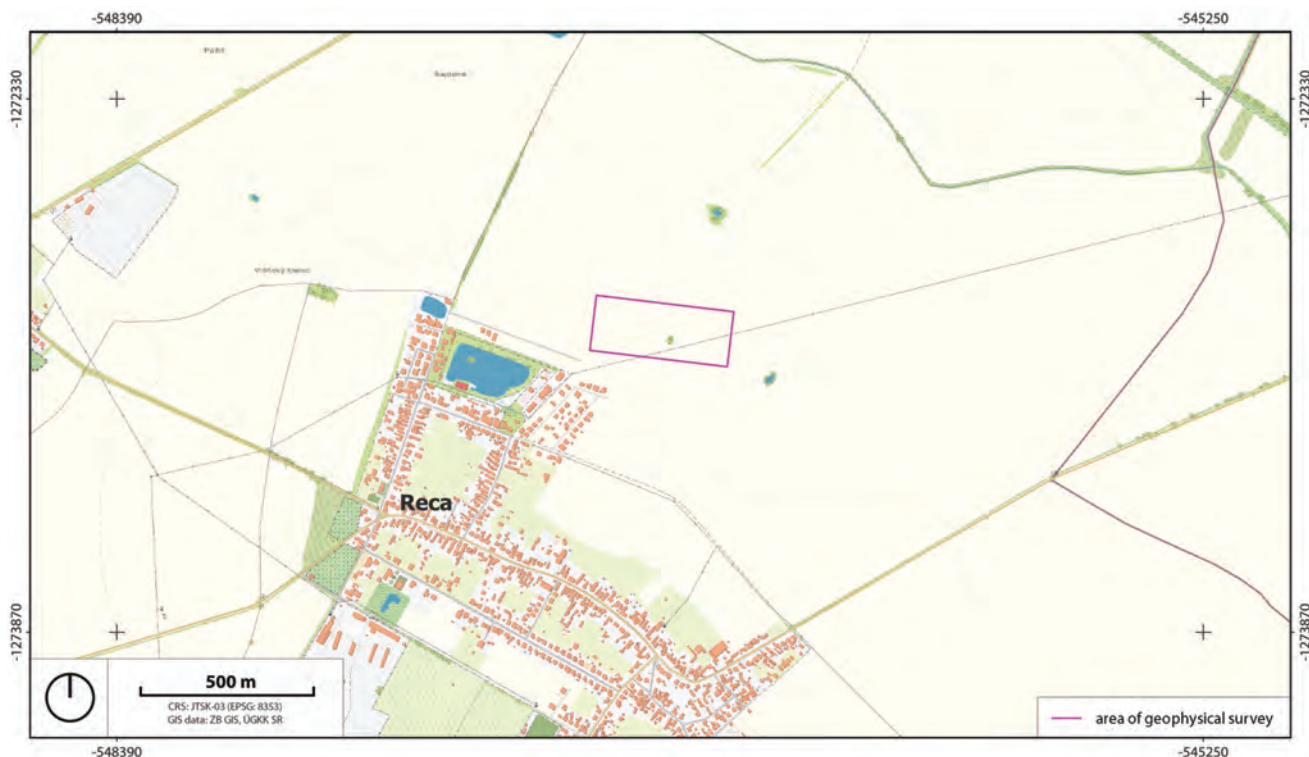 -548390
-545250
-1272330
-1272330
Reca
-1273870
-1273870
500 m
CRS: JTSK-03 (EPSG: 8353)
GIS data: ZB GIS, ÚGKK SR
area of geophysical survey
-548390
-545250